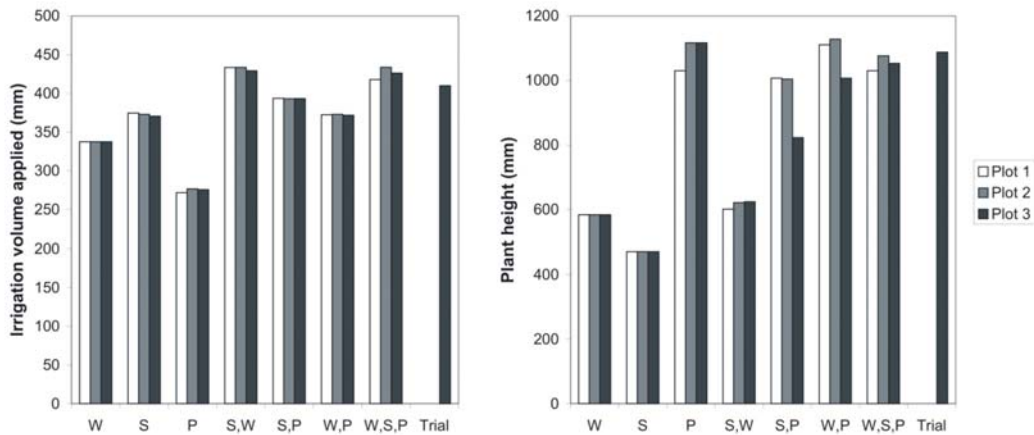 Irrigation volume applied (mm)
500
450
400
350
300
250
200
150
100
50
0
W S P S,W S,P W,P W,S,P Trial
Plant height (mm)
1200
1000
800
600
400
200
0
W S P S,W S,P W,P W,S,P Trial
Plot 1
Plot 2
Plot 3